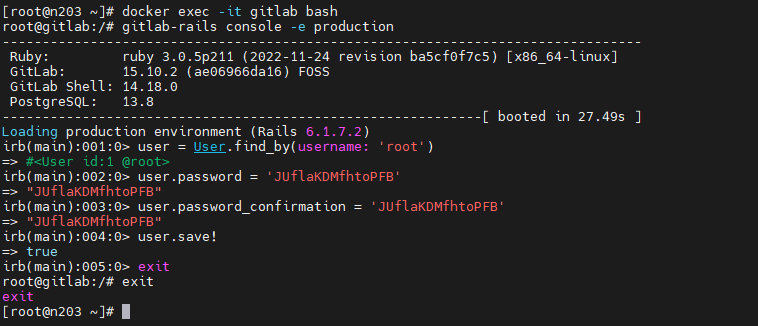 [root@n203 ~]# docker exec -it gitlab bash
root@gitlab:/# gitlab-rails console -e production
--------------------------------------------------------------------------------
 Ruby:         ruby 3.0.5p211 (2022-11-24 revision ba5cf0f7c5) [x86_64-linux]
 GitLab:       15.10.2 (ae06966da16) FOSS
 GitLab Shell: 14.18.0
 PostgreSQL:   13.8
------------------------------------------------------------[ booted in 27.49s ]
Loading production environment (Rails 6.1.7.2)
irb(main):001:0> user = User.find_by(username: 'root')
=> #<User id:1 @root>
irb(main):002:0> user.password = 'JUflaKDMfhtoPFB'
=> "JUflaKDMfhtoPFB"
irb(main):003:0> user.password_confirmation = 'JUflaKDMfhtoPFB'
=> "JUflaKDMfhtoPFB"
irb(main):004:0> user.save!
=> true
irb(main):005:0> exit
root@gitlab:/# exit
exit
[root@n203 ~]#